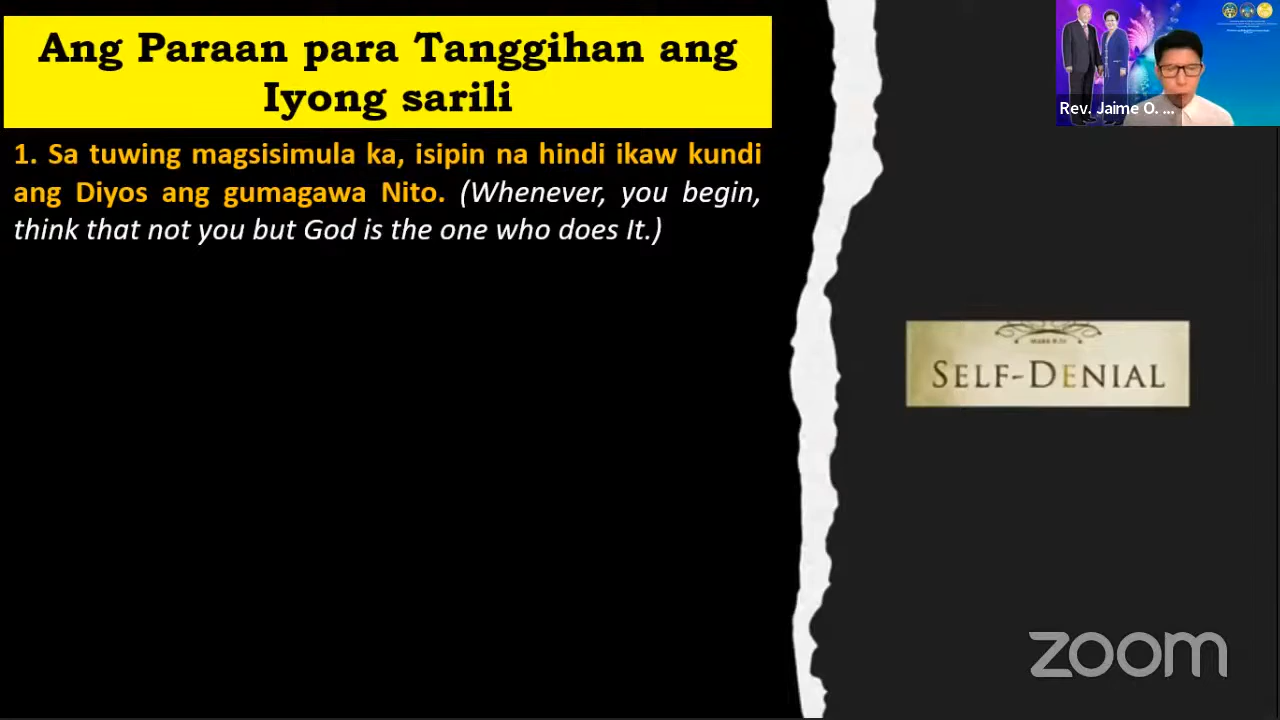 Ang Paraan para Tanggihan ang
Iyong sarili
1. Sa tuwing magsisimula ka, isipin na hindi ikaw kundi
ang Diyos ang gumagawa Nito. (Whenever, you begin,
think that not you but God is the one who does It.)
Rev. Jaime O. ...
SELF-DENIAL
zoom